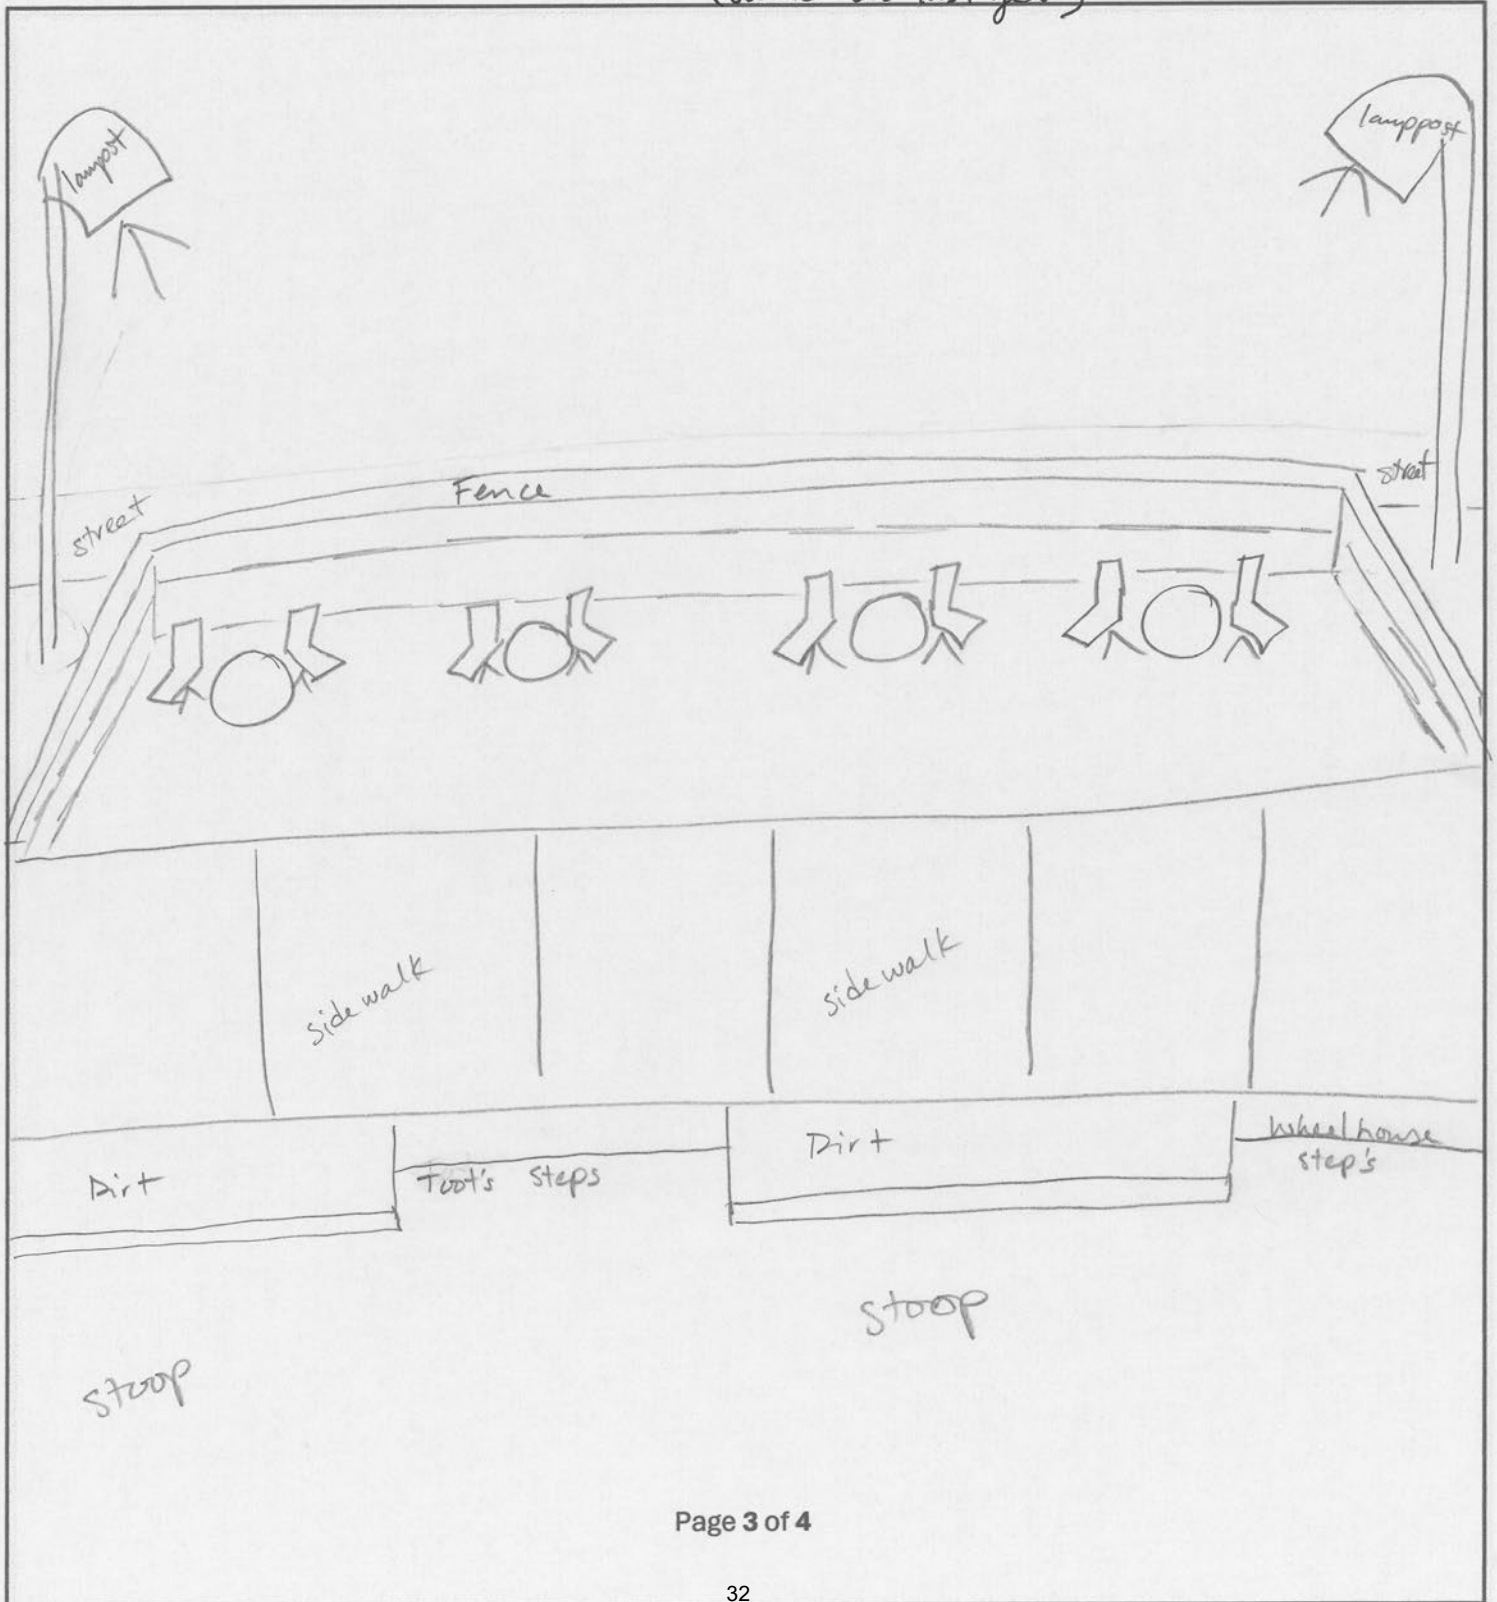 lampost
lamppost
Fence
street
street
sidewalk
sidewalk
Dirt
Toot's Steps
Dirt
Wheelhouse
step's
stoop
stoop
Page 3 of 4
32